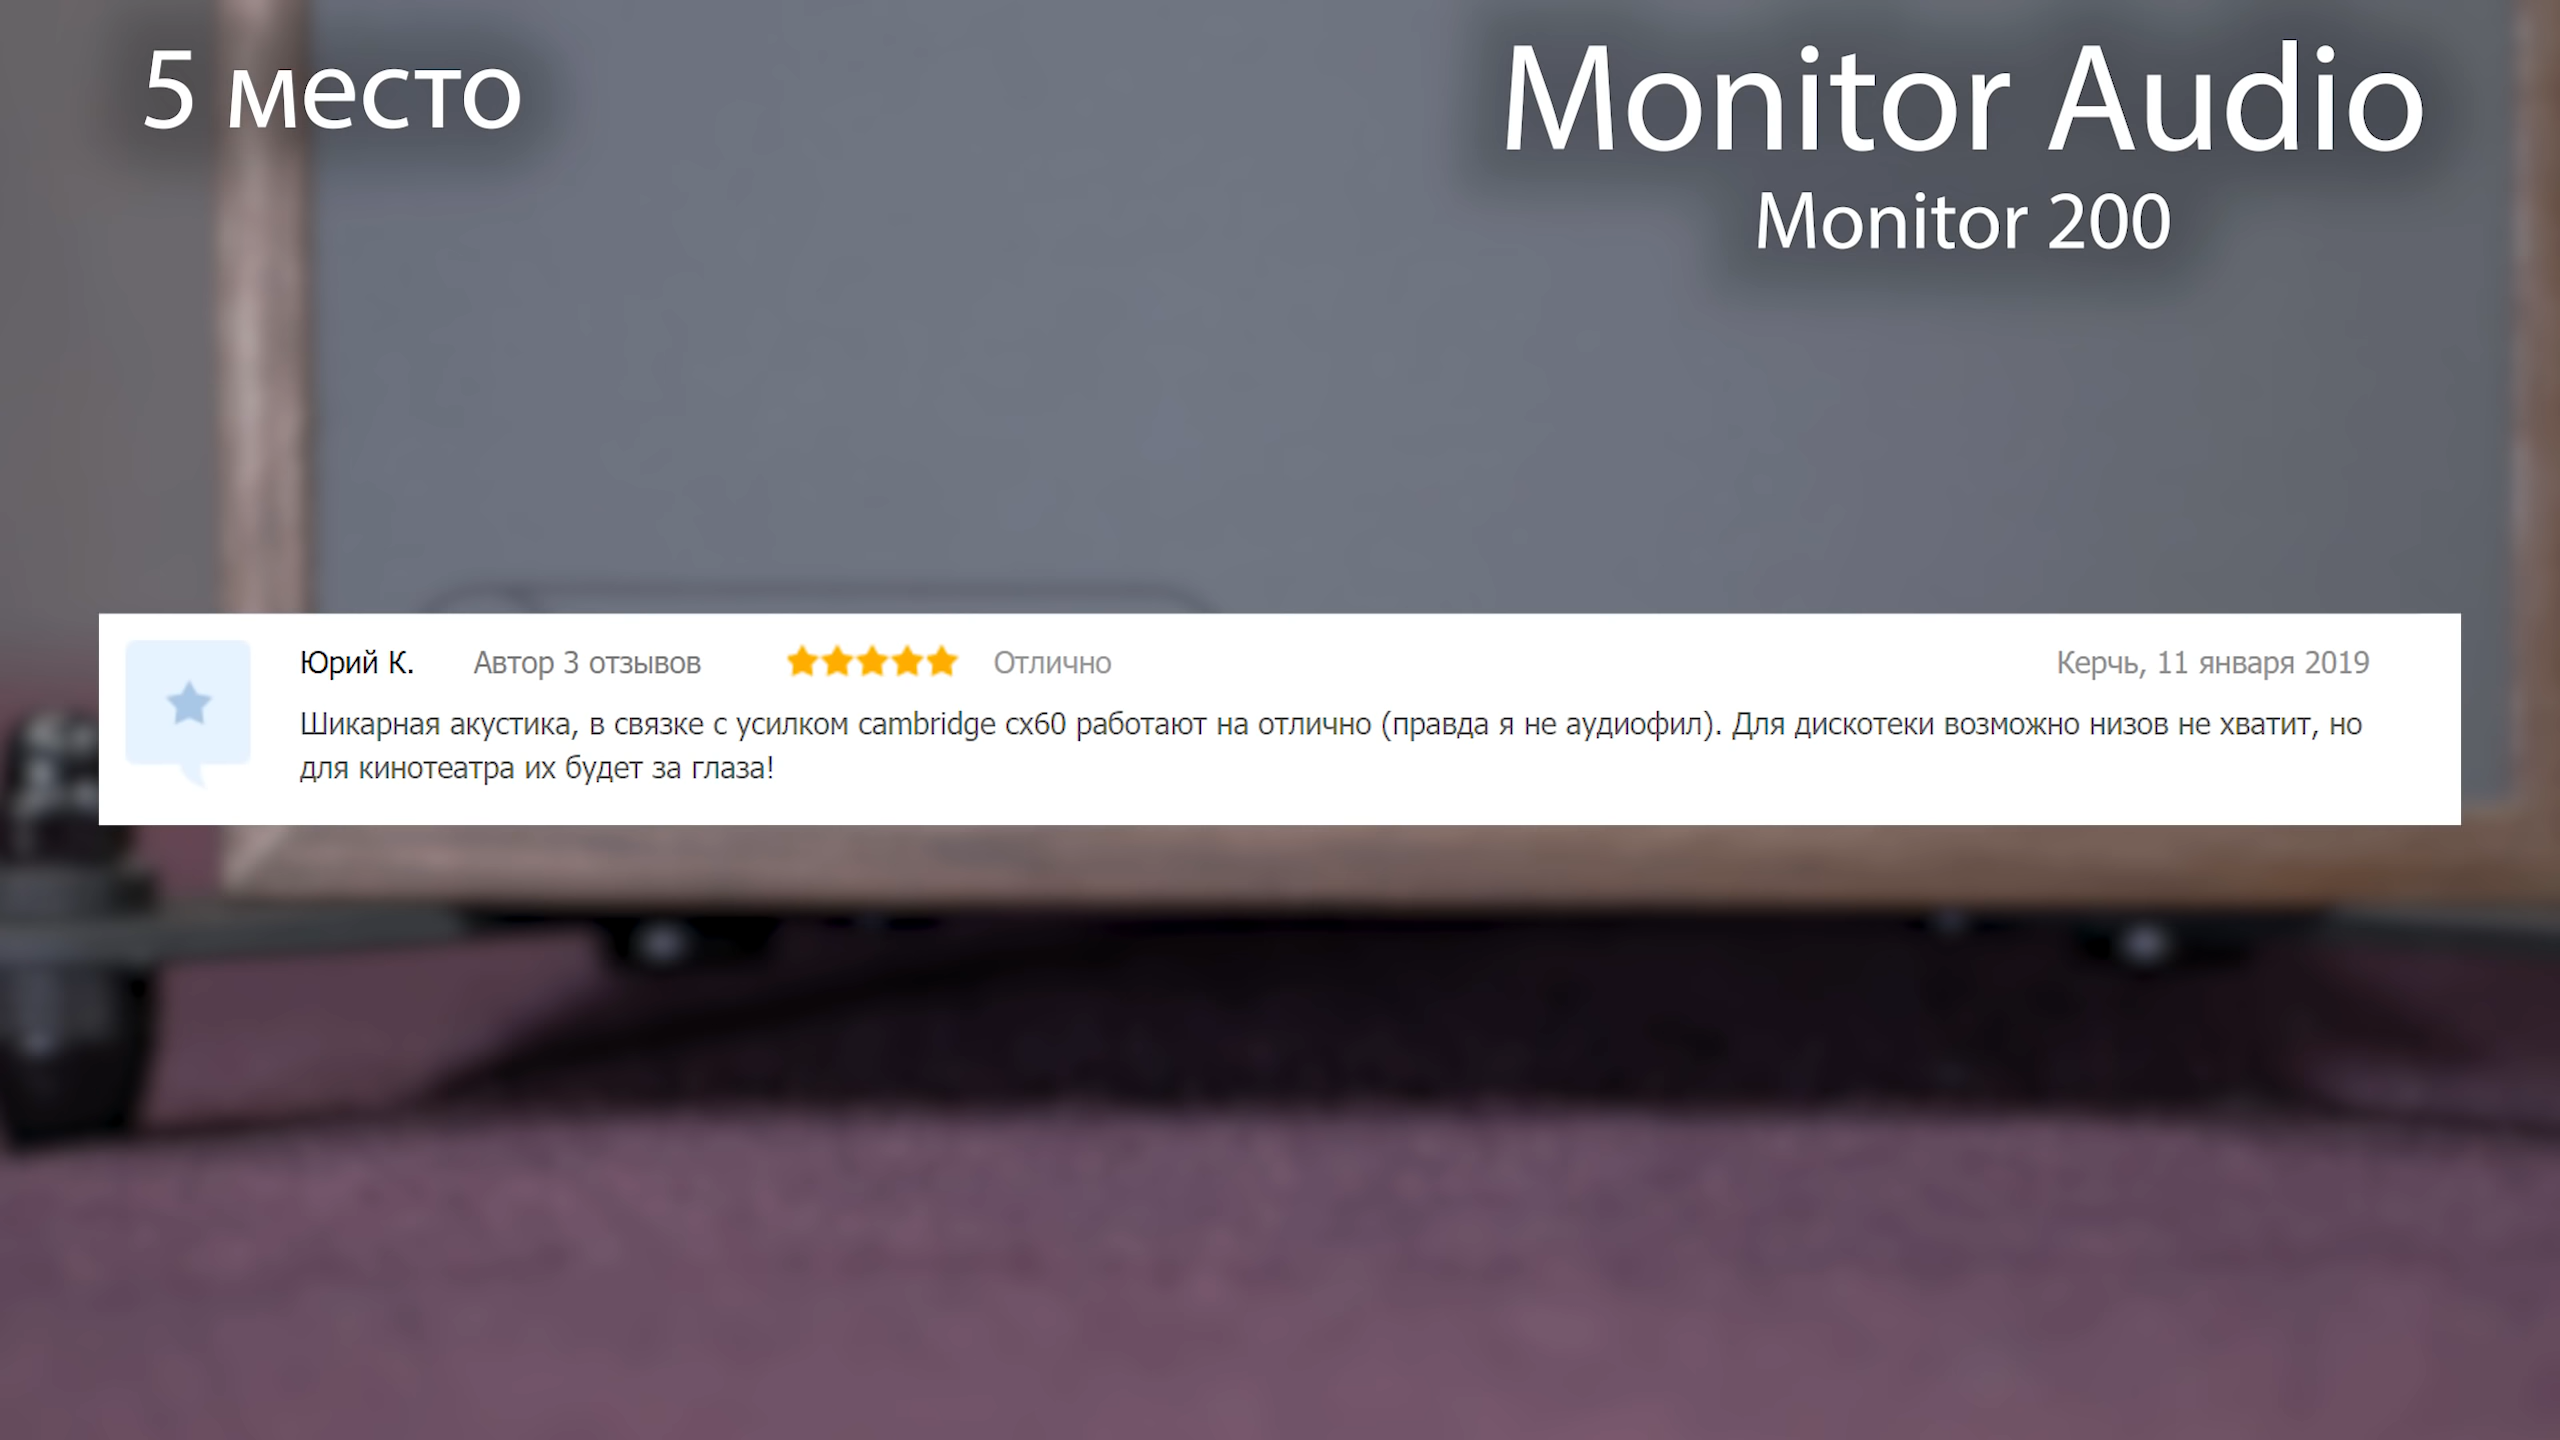 5 место
Monitor Audio
Monitor 200
Юрий К. Автор 3 отзывов Отлично Керчь, 11 января 2019
Шикарная акустика, в связке с усилком cambridge cx60 работают на отлично (правда я не аудиофил). Для дискотеки возможно низов не хватит, но
для кинотеатра их будет за глаза!